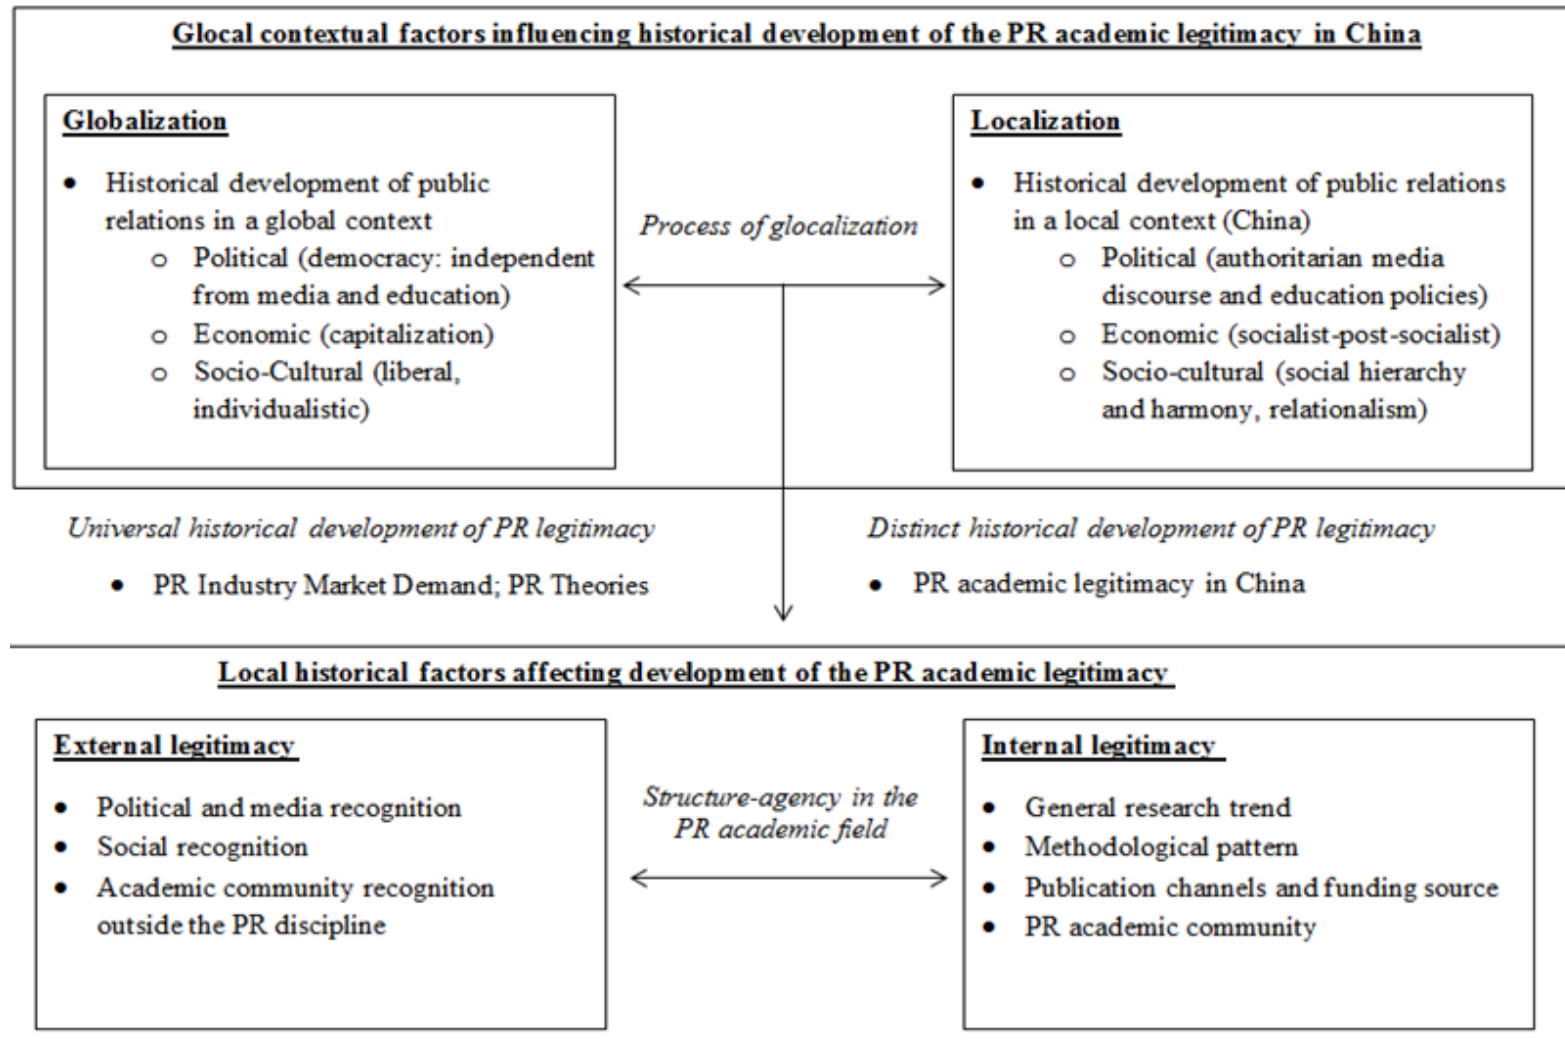 Glocal contextual factors influencing historical development of the PR academic legitimacy in China
Globalization
● Historical development of public
relations in a global context
o Political (democracy: independent
from media and education)
o Economic (capitalization)
o Socio-Cultural (liberal,
individualistic)
Process of glocalization
Localization
● Historical development of public relations
in a local context (China)
o Political (authoritarian media
discourse and education policies)
o Economic (socialist-post-socialist)
o Socio-cultural (social hierarchy
and harmony, relationalism)
Universal historical development of PR legitimacy
● PR Industry Market Demand; PR Theories
Distinct historical development of PR legitimacy
● PR academic legitimacy in China
Local historical factors affecting development of the PR academic legitimacy
External legitimacy
● Political and media recognition
● Social recognition
● Academic community recognition
outside the PR discipline
Structure-agency in the
PR academic field
Internal legitimacy
● General research trend
● Methodological pattern
● Publication channels and funding source
● PR academic community